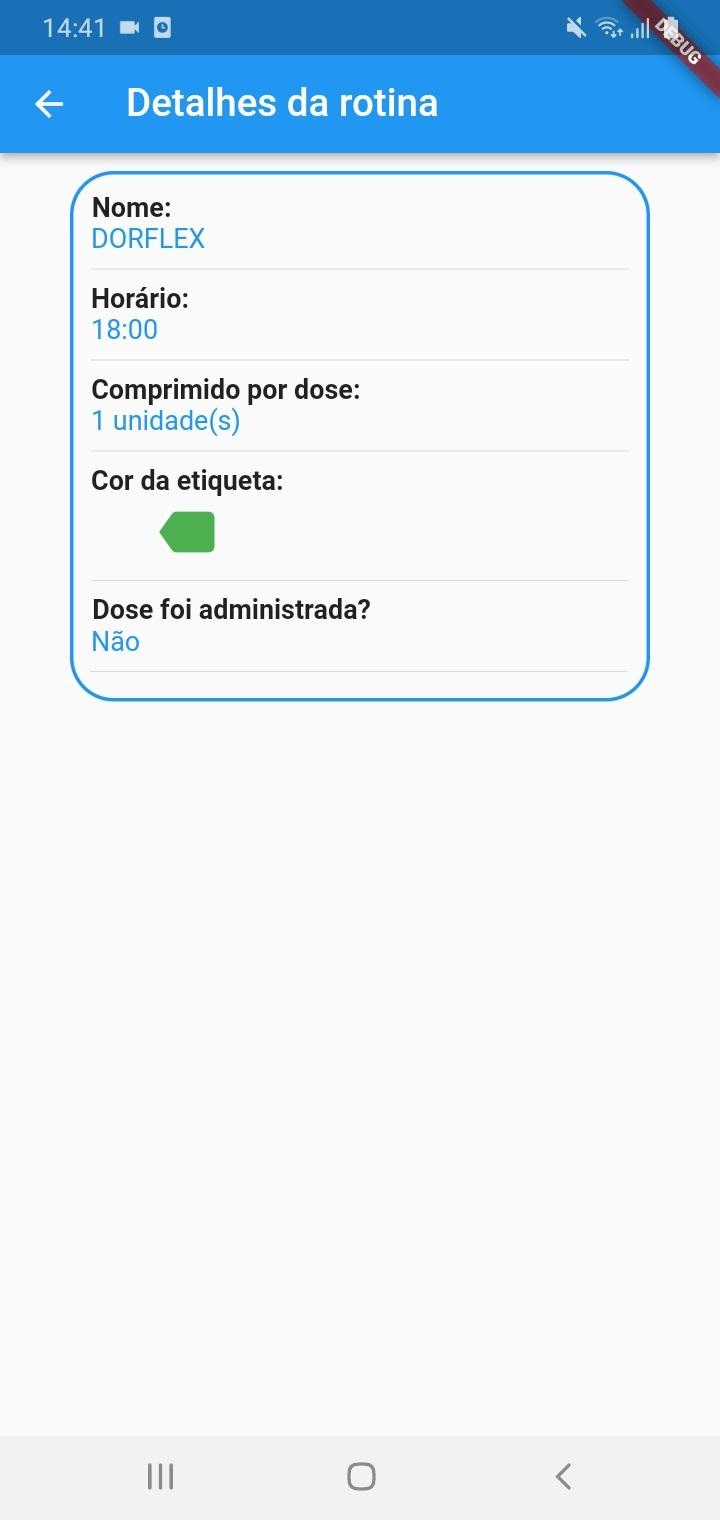 14:41
DEBUG
Detalhes da rotina
Nome:
DORFLEX
Horário:
18:00
Comprimido por dose:
1 unidade(s)
Cor da etiqueta:
Dose foi administrada?
Não